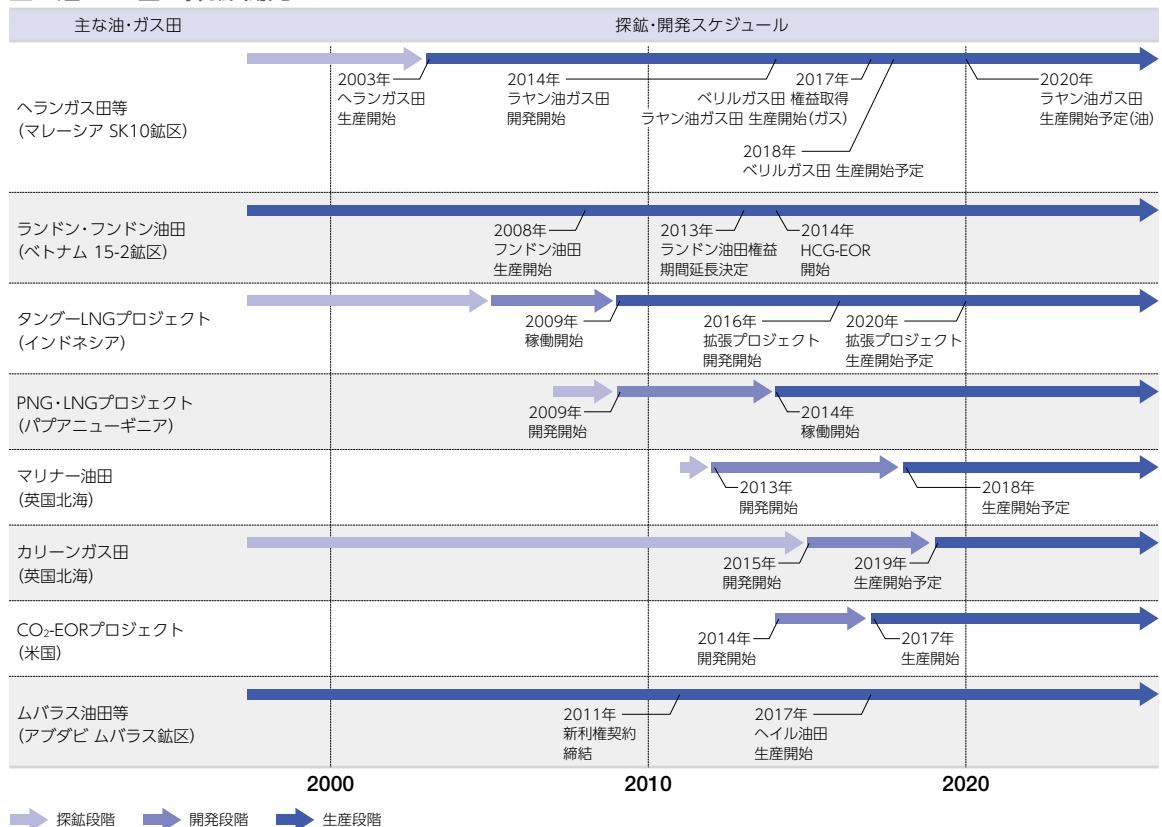 主な油・ガス田
探鉱・開発スケジュール
ヘランガス田等
(マレーシア SK10鉱区)
2003年
ヘランガス田
生産開始
2014年
ラヤン油ガス田
開発開始
2017年
ベリルガス田 権益取得
ラヤン油ガス田 生産開始(ガス)
2018年
ベリルガス田 生産開始予定
2020年
ラヤン油ガス田
生産開始予定(油)
ランドン・フンドン油田
(ベトナム 15-2鉱区)
2008年
フンドン油田
生産開始
2013年
ランドン油田権益
期間延長決定
2014年
HCG-EOR
開始
タングーLNGプロジェクト
(インドネシア)
2009年
稼働開始
2016年
拡張プロジェクト
開発開始
2020年
拡張プロジェクト
生産開始予定
PNG・LNGプロジェクト
(パプアニューギニア)
2009年
開発開始
2014年
稼働開始
マリナー油田
(英国北海)
2013年
開発開始
2018年
生産開始予定
カリーンガス田
(英国北海)
2015年
開発開始
2019年
生産開始予定
CO₂-EORプロジェクト
(米国)
2014年
開発開始
2017年
生産開始
ムバラス油田等
(アブダビ ムバラス鉱区)
2011年
新利権契約
締結
2017年
ヘイル油田
生産開始
2000
2010
2020
探鉱段階
開発段階
生産段階